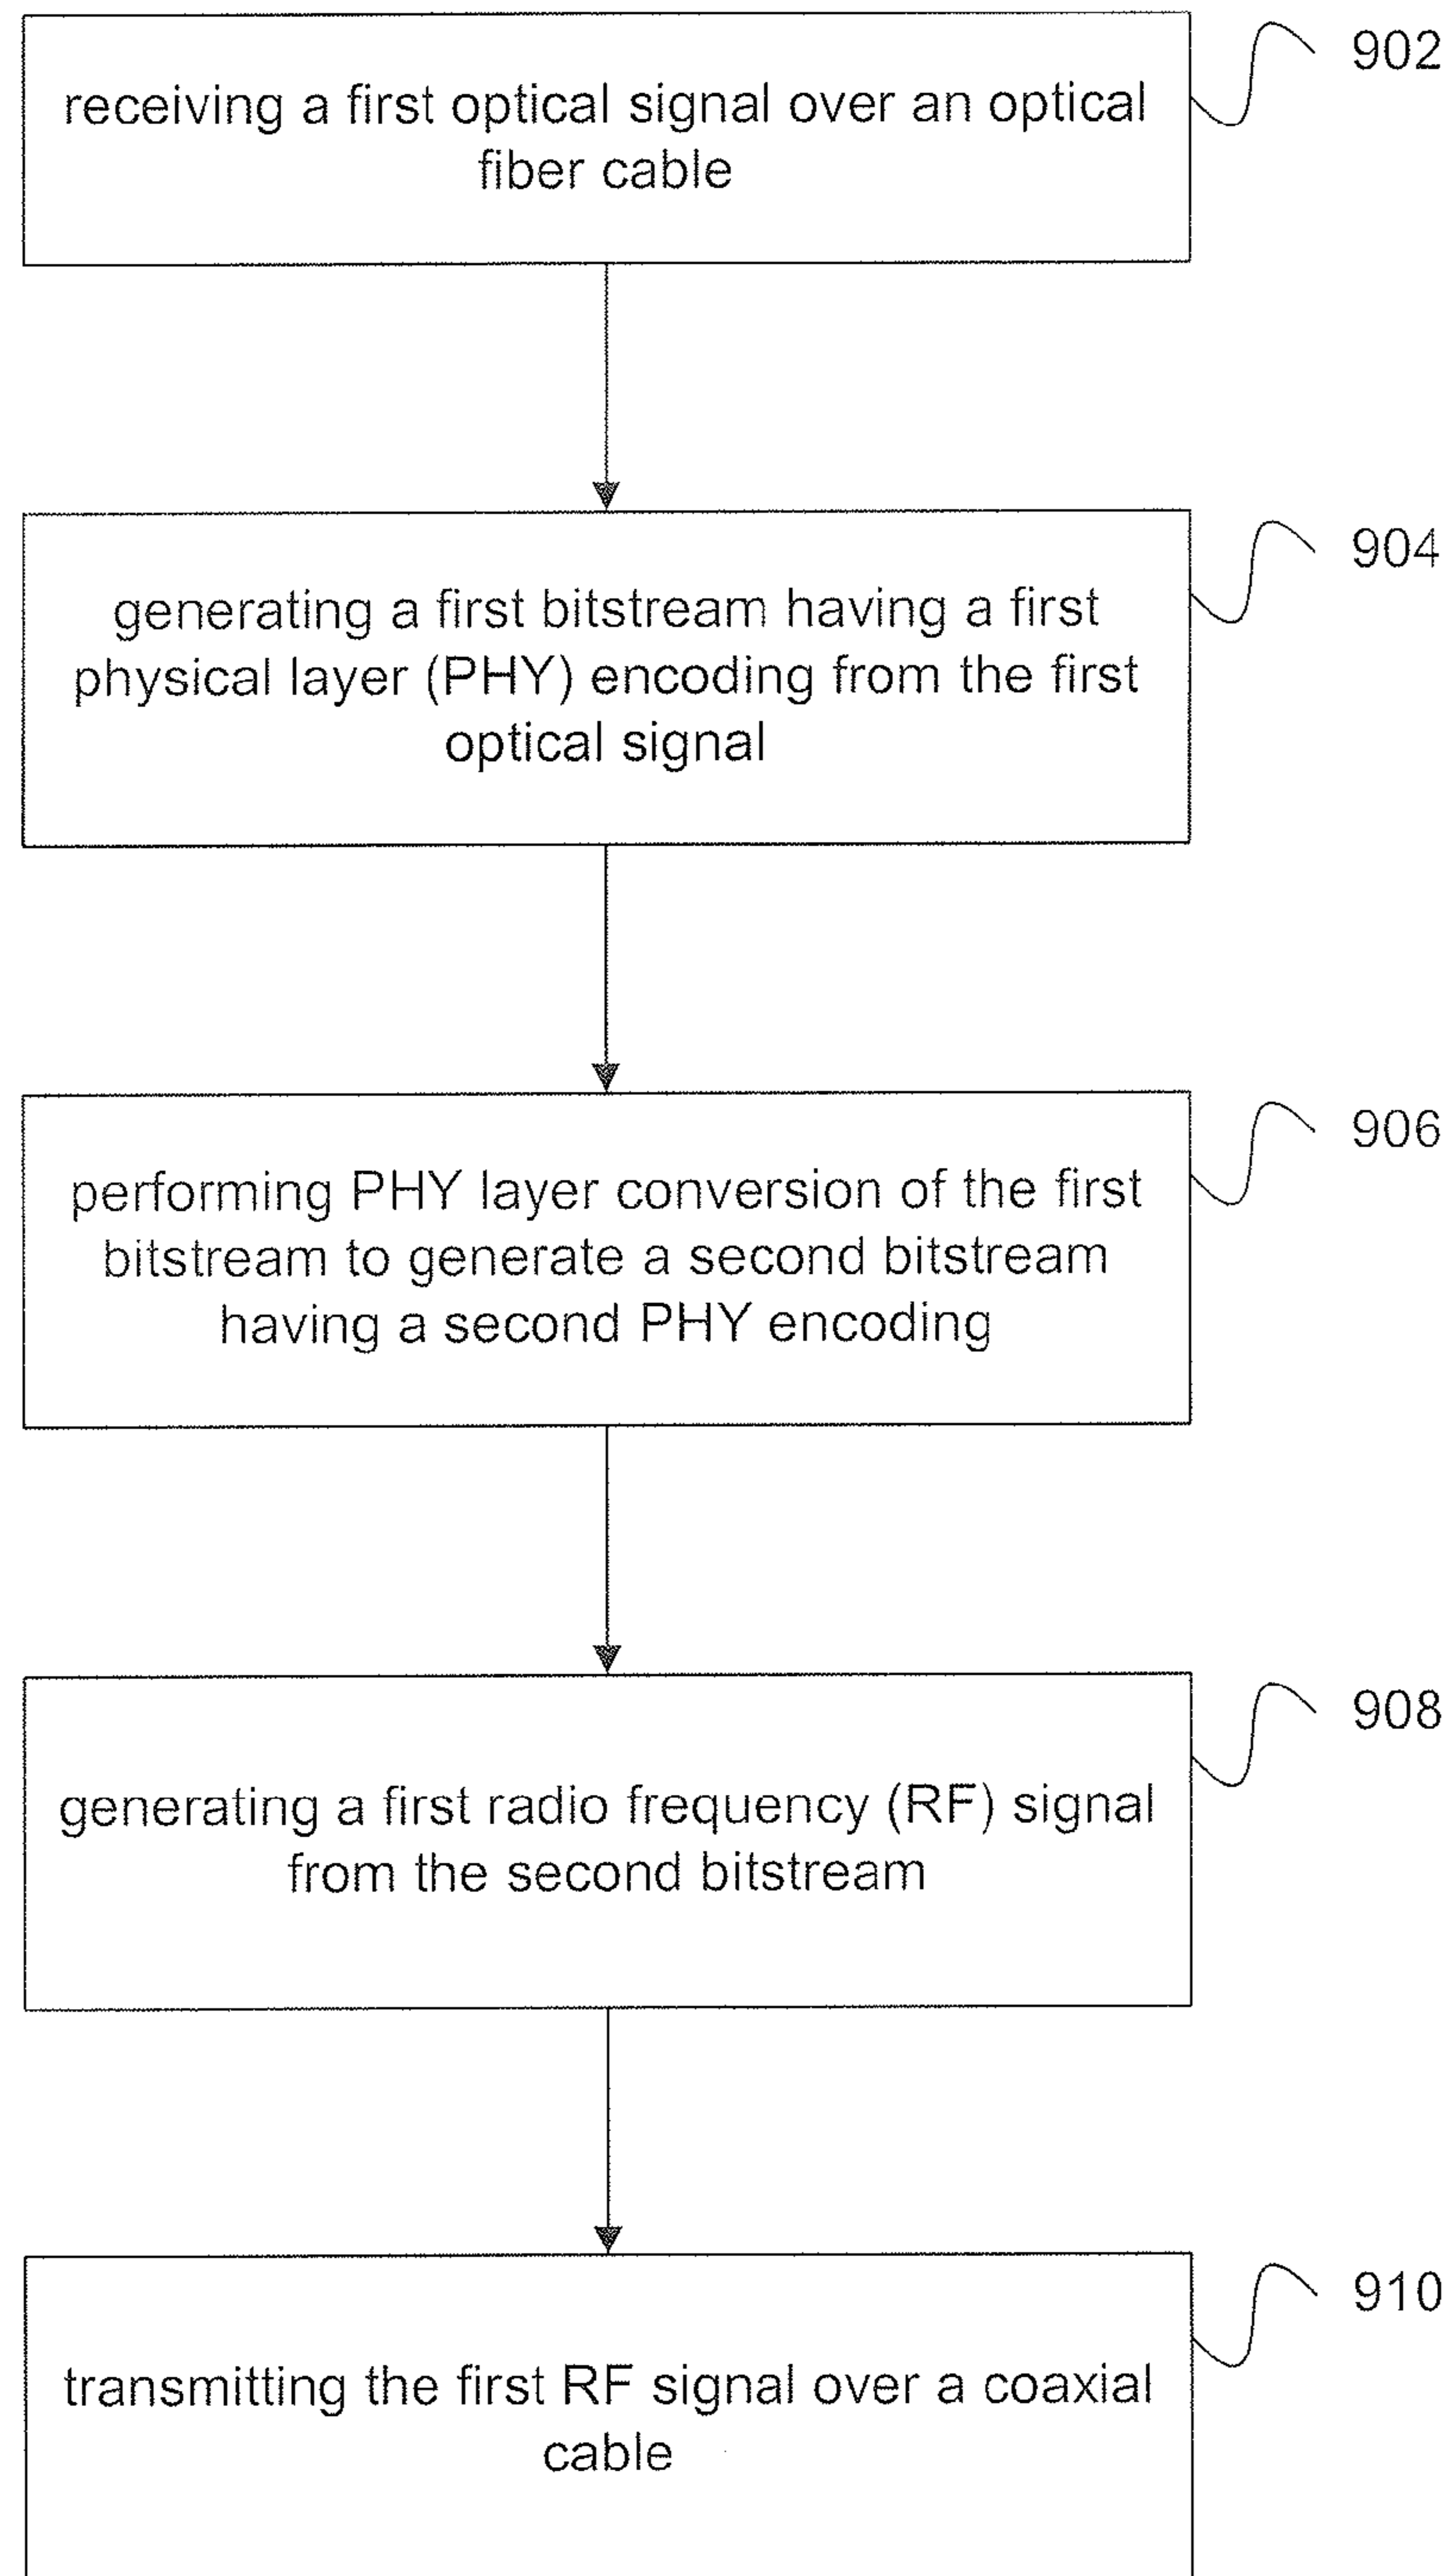 902
receiving a first optical signal over an optical
fiber cable
904
generating a first bitstream having a first
physical layer (PHY) encoding from the first
optical signal
906
performing PHY layer conversion of the first
bitstream to generate a second bitstream
having a second PHY encoding
908
generating a first radio frequency (RF) signal
from the second bitstream
910
transmitting the first RF signal over a coaxial
cable